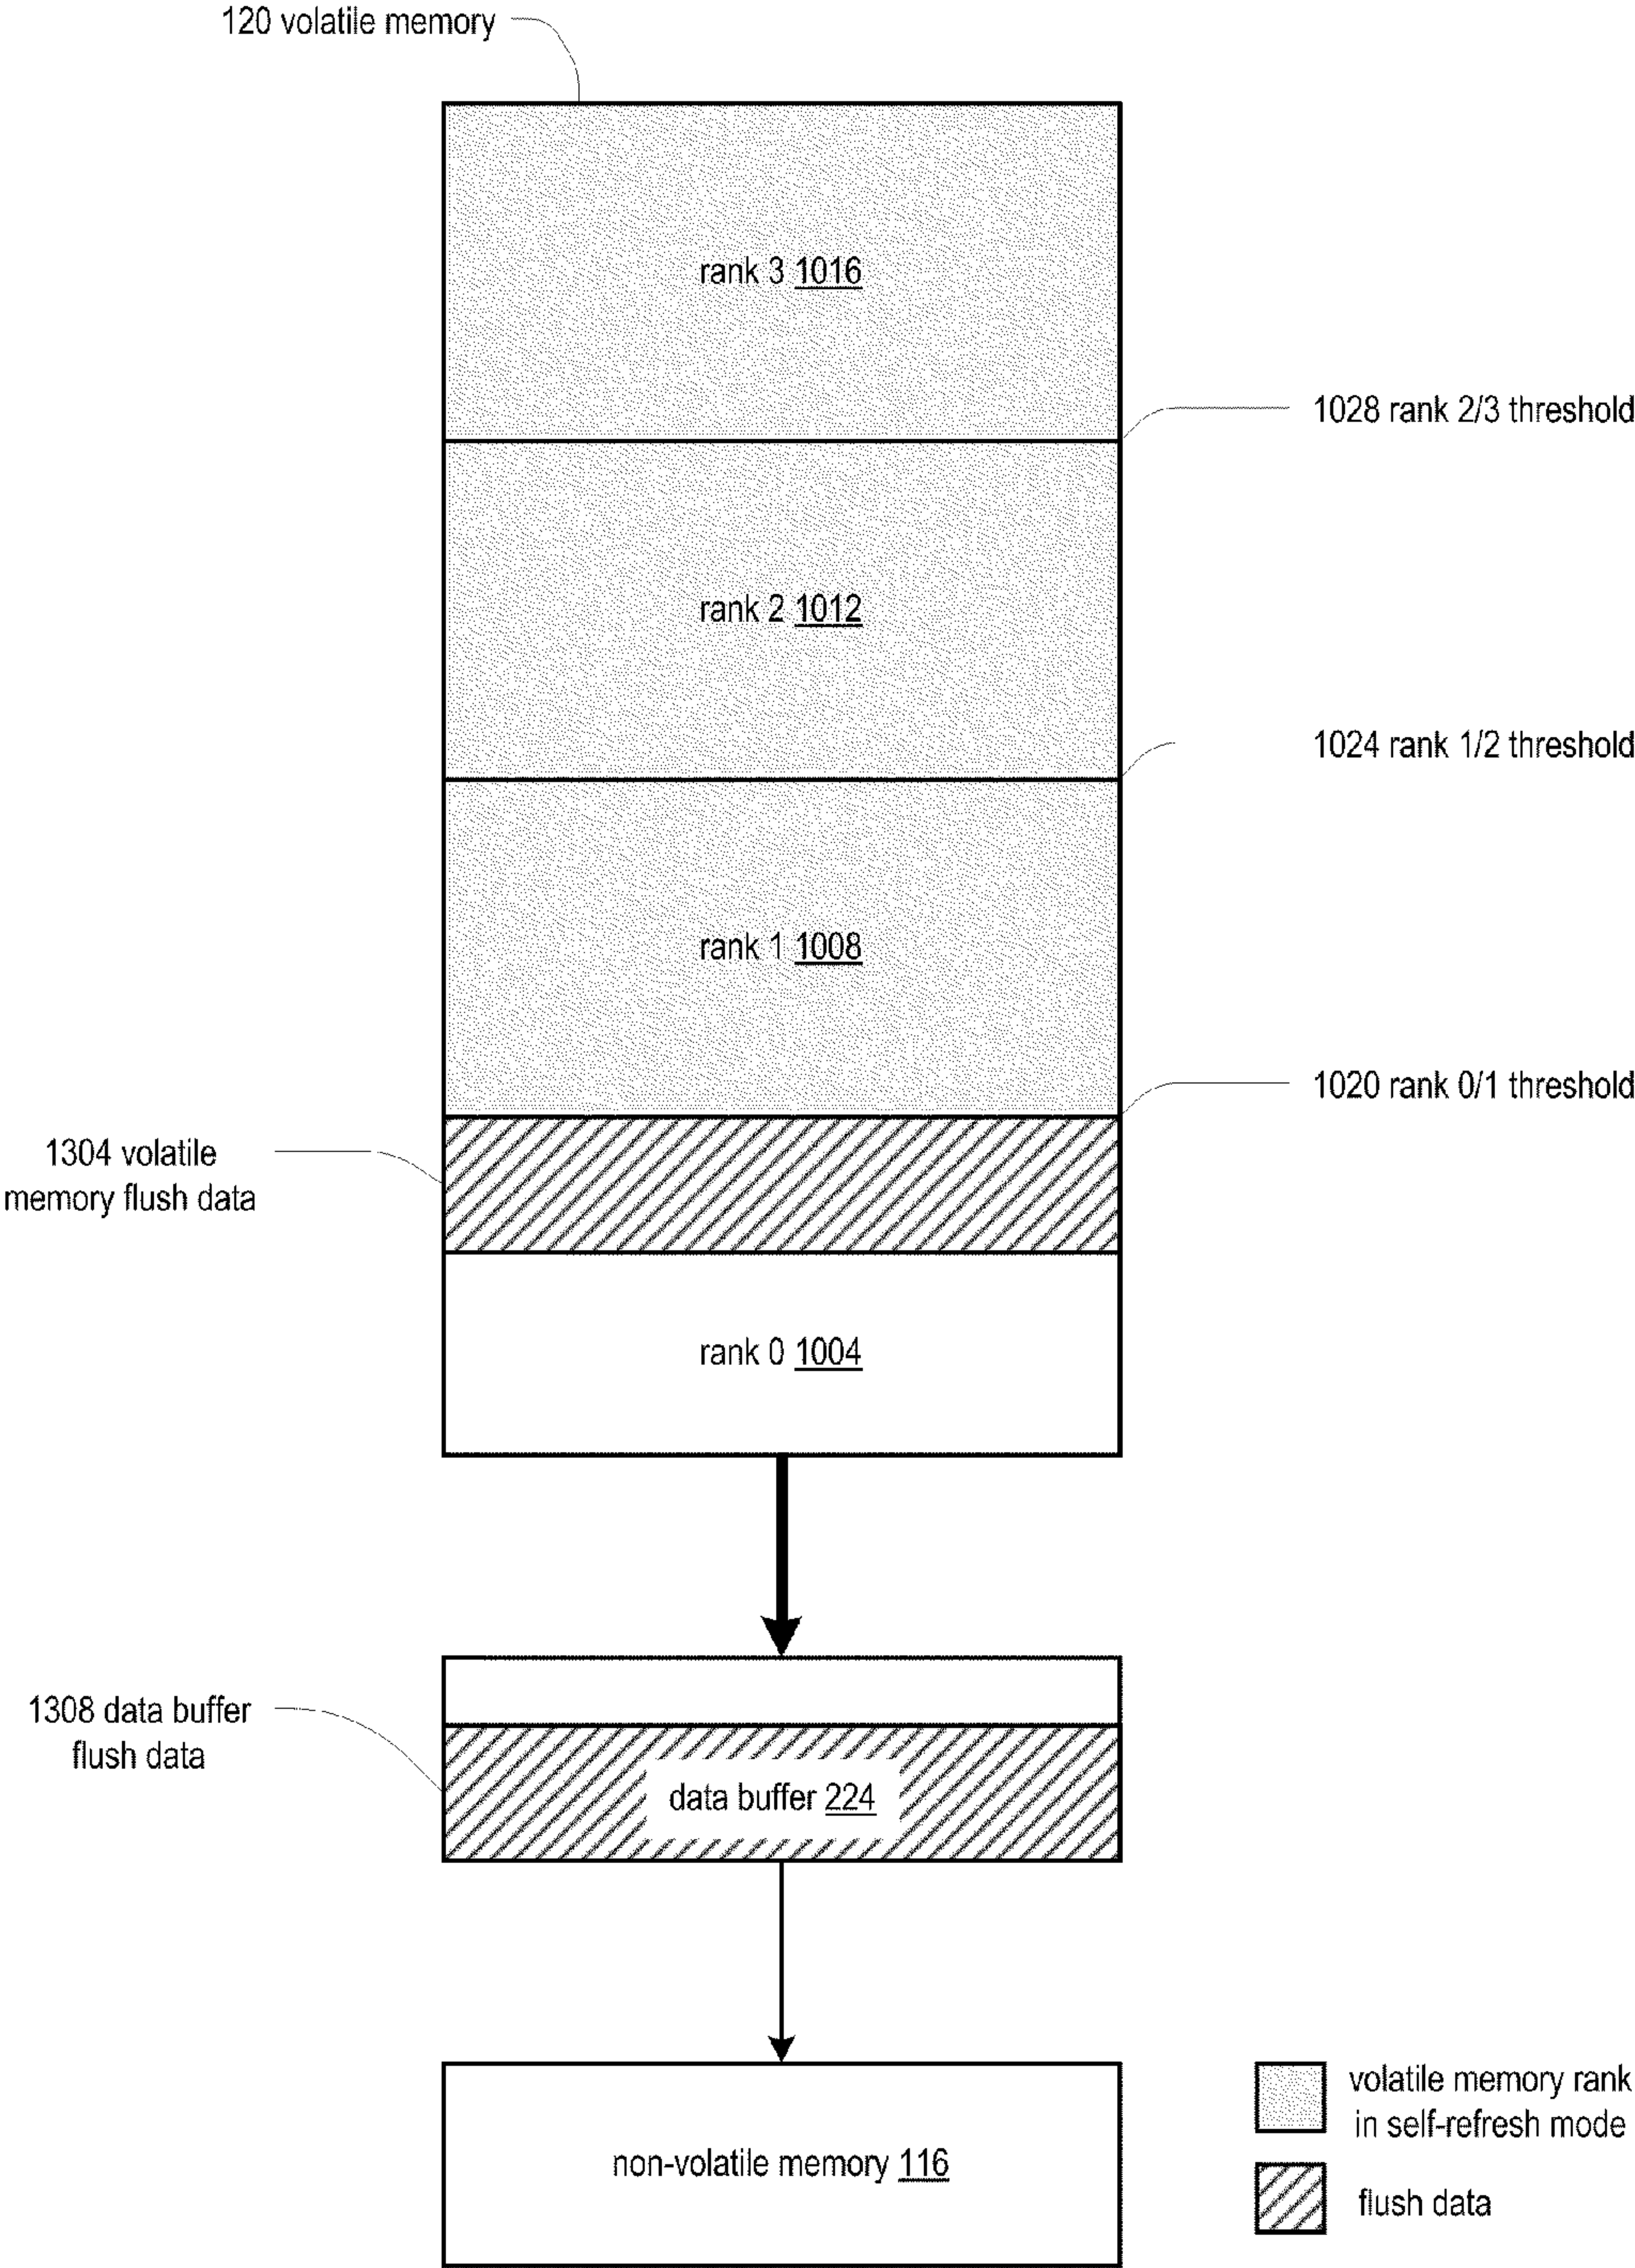 120 volatile memory
rank 3 1016
1028 rank 2/3 threshold
rank 2 1012
1024 rank 1/2 threshold
rank 1 1008
1020 rank 0/1 threshold
1304 volatile
memory flush data
rank 0 1004
1308 data buffer
flush data
data buffer 224
non-volatile memory 116
volatile memory rank
in self-refresh mode
flush data